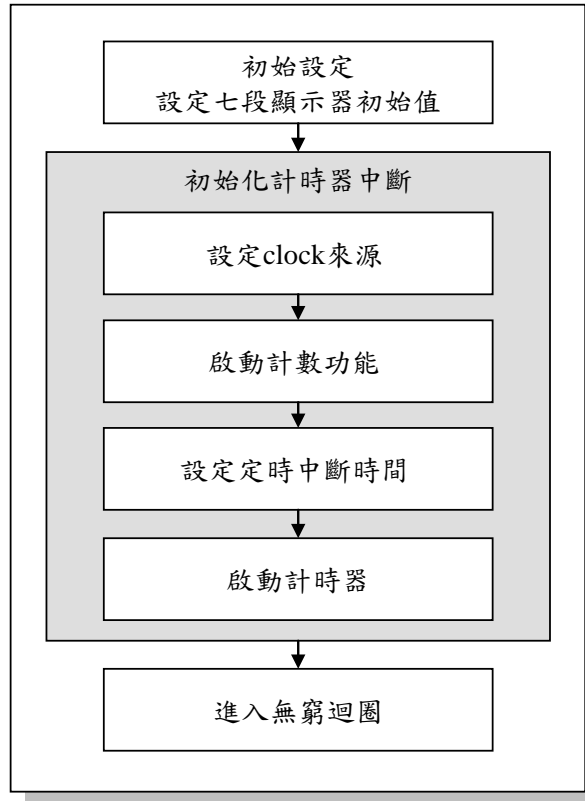 初始設定
設定七段顯示器初始值
初始化計時器中斷
設定clock來源
啟動計數功能
設定定時中斷時間
啟動計時器
進入無窮迴圈